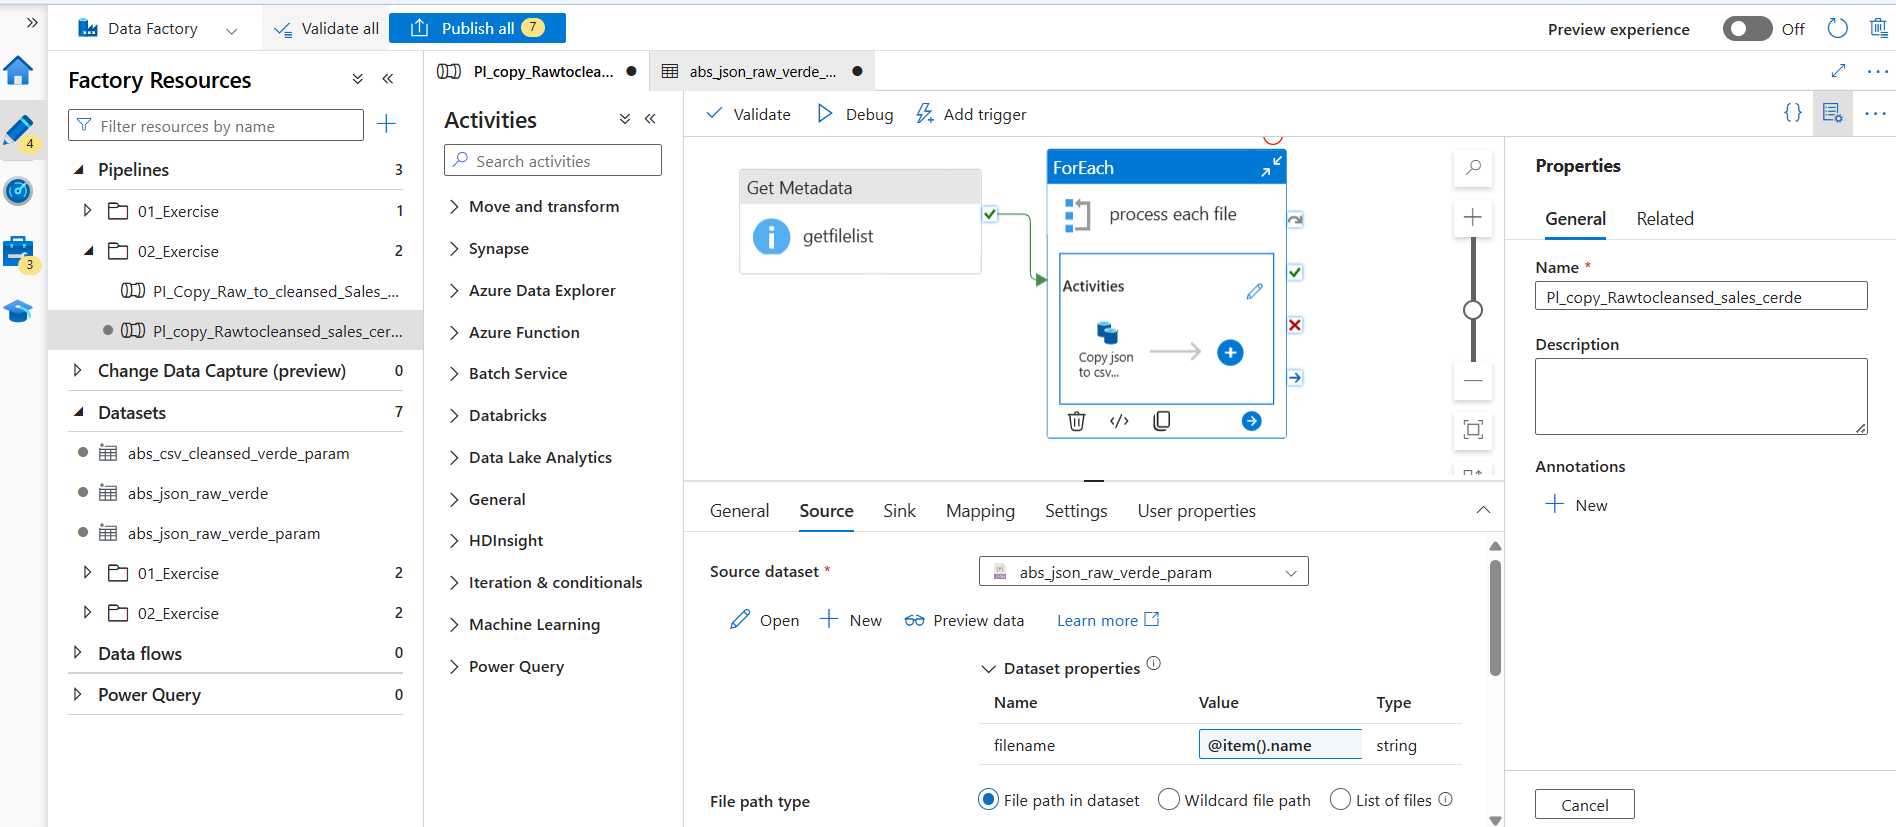 Data Factory
Validate all
Publish all 7
Preview experience
Off
4
3
Factory Resources
Filter resources by name
Pipelines 3
01_Exercise 1
02_Exercise 2
Pl_Copy_Raw_to_cleansed_Sales_...
Pl_copy_Rawtocleansed_sales_cer...
Change Data Capture (preview) 0
Datasets 7
abs_csv_cleansed_verde_param
abs_json_raw_verde
abs_json_raw_verde_param
01_Exercise 2
02_Exercise 2
Data flows 0
Power Query 0
Pl_copy_Rawtoclea...
abs_json_raw_verde_...
Activities
Search activities
Move and transform
Synapse
Azure Data Explorer
Azure Function
Batch Service
Databricks
Data Lake Analytics
General
HDInsight
Iteration & conditionals
Machine Learning
Power Query
Validate
Debug
Add trigger
Get Metadata
getfilelist
ForEach
process each file
Activities
Copy json
to csv...
General
Source
Sink
Mapping
Settings
User properties
Source dataset *
abs_json_raw_verde_param
Open
New
Preview data
Learn more
Dataset properties
Name Value Type
filename @item().name string
File path type
File path in dataset
Wildcard file path
List of files
Properties
General
Related
Name *
Pl_copy_Rawtocleansed_sales_cerde
Description
Annotations
New
Cancel